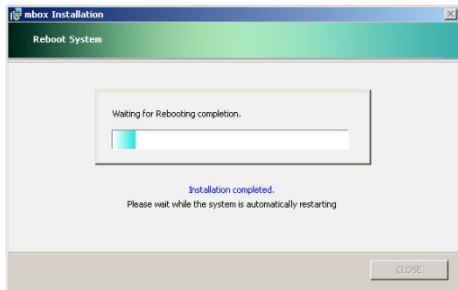 mbox Installation
Reboot System
Waiting for Rebooting completion.
Installation completed.
Please wait while the system is automatically restarting
CLOSE